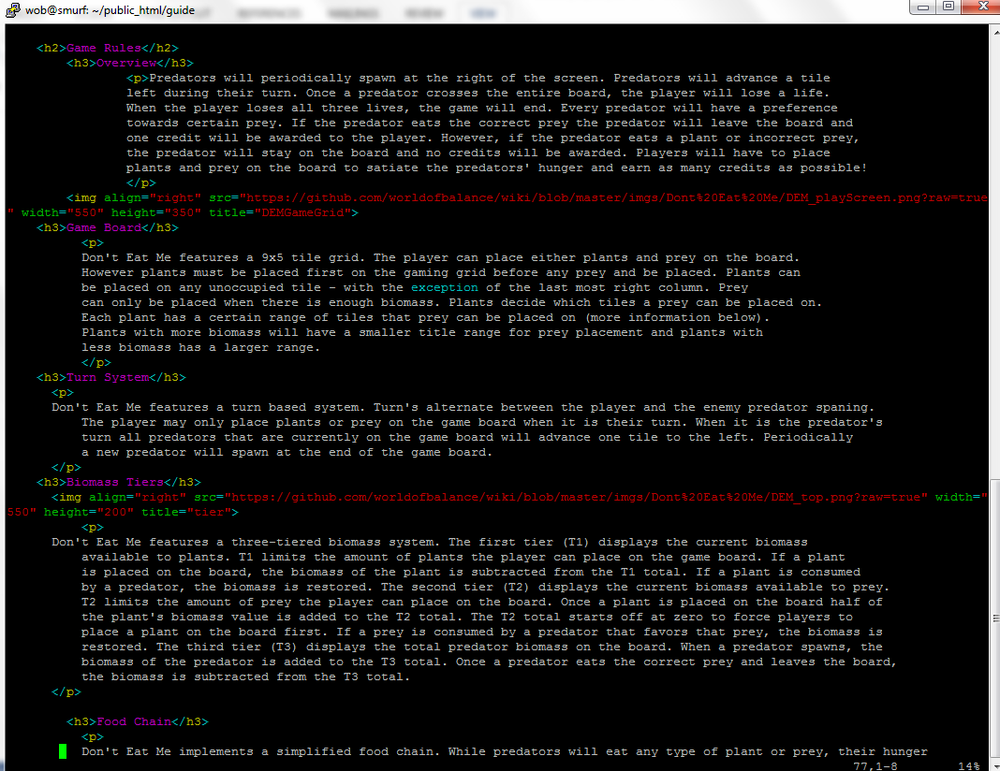 wob@smurf: ~/public_html/guide
<h2>Game Rules</h2>
<h3>Overview</h3>
<p>Predators will periodically spawn at the right of the screen. Predators will advance a tile
left during their turn. Once a predator crosses the entire board, the player will lose a life.
When the player loses all three lives, the game will end. Every predator will have a preference
towards certain prey. If the predator eats the correct prey the predator will leave the board and
one credit will be awarded to the player. However, if the predator eats a plant or incorrect prey,
the predator will stay on the board and no credits will be awarded. Players will have to place
plants and prey on the board to satiate the predators' hunger and earn as many credits as possible!
</p>
<img align="right" src="https://github.com/worldofbalance/wiki/blob/master/imgs/Dont%20Eat%20Me/DEM_playScreen.png?raw=true
" width="550" height="350" title="DEMGameGrid">
<h3>Game Board</h3>
<p>
Don't Eat Me features a 9x5 tile grid. The player can place either plants and prey on the board.
However plants must be placed first on the gaming grid before any prey and be placed. Plants can
be placed on any unoccupied tile - with the exception of the last most right column. Prey
can only be placed when there is enough biomass. Plants decide which tiles a prey can be placed on.
Each plant has a certain range of tiles that prey can be placed on (more information below).
Plants with more biomass will have a smaller title range for prey placement and plants with
less biomass has a larger range.
</p>
<h3>Turn System</h3>
<p>
Don't Eat Me features a turn based system. Turn's alternate between the player and the enemy predator spaning.
The player may only place plants or prey on the game board when it is their turn. When it is the predator's
turn all predators that are currently on the game board will advance one tile to the left. Periodically
a new predator will spawn at the end of the game board.
</p>
<h3>Biomass Tiers</h3>
<img align="right" src="https://github.com/worldofbalance/wiki/blob/master/imgs/Dont%20Eat%20Me/DEM_top.png?raw=true" width="
550" height="200" title="tier">
<p>
Don't Eat Me features a three-tiered biomass system. The first tier (T1) displays the current biomass
available to plants. T1 limits the amount of plants the player can place on the game board. If a plant
is placed on the board, the biomass of the plant is subtracted from the T1 total. If a plant is consumed
by a predator, the biomass is restored. The second tier (T2) displays the current biomass available to prey.
T2 limits the amount of prey the player can place on the board. Once a plant is placed on the board half of
the plant's biomass value is added to the T2 total. The T2 total starts off at zero to force players to
place a plant on the board first. If a prey is consumed by a predator that favors that prey, the biomass is
restored. The third tier (T3) displays the total predator biomass on the board. When a predator spawns, the
biomass of the predator is added to the T3 total. Once a predator eats the correct prey and leaves the board,
the biomass is subtracted from the T3 total.
</p>
<h3>Food Chain</h3>
<p>
Don't Eat Me implements a simplified food chain. While predators will eat any type of plant or prey, their hunger
77,1-8 14%